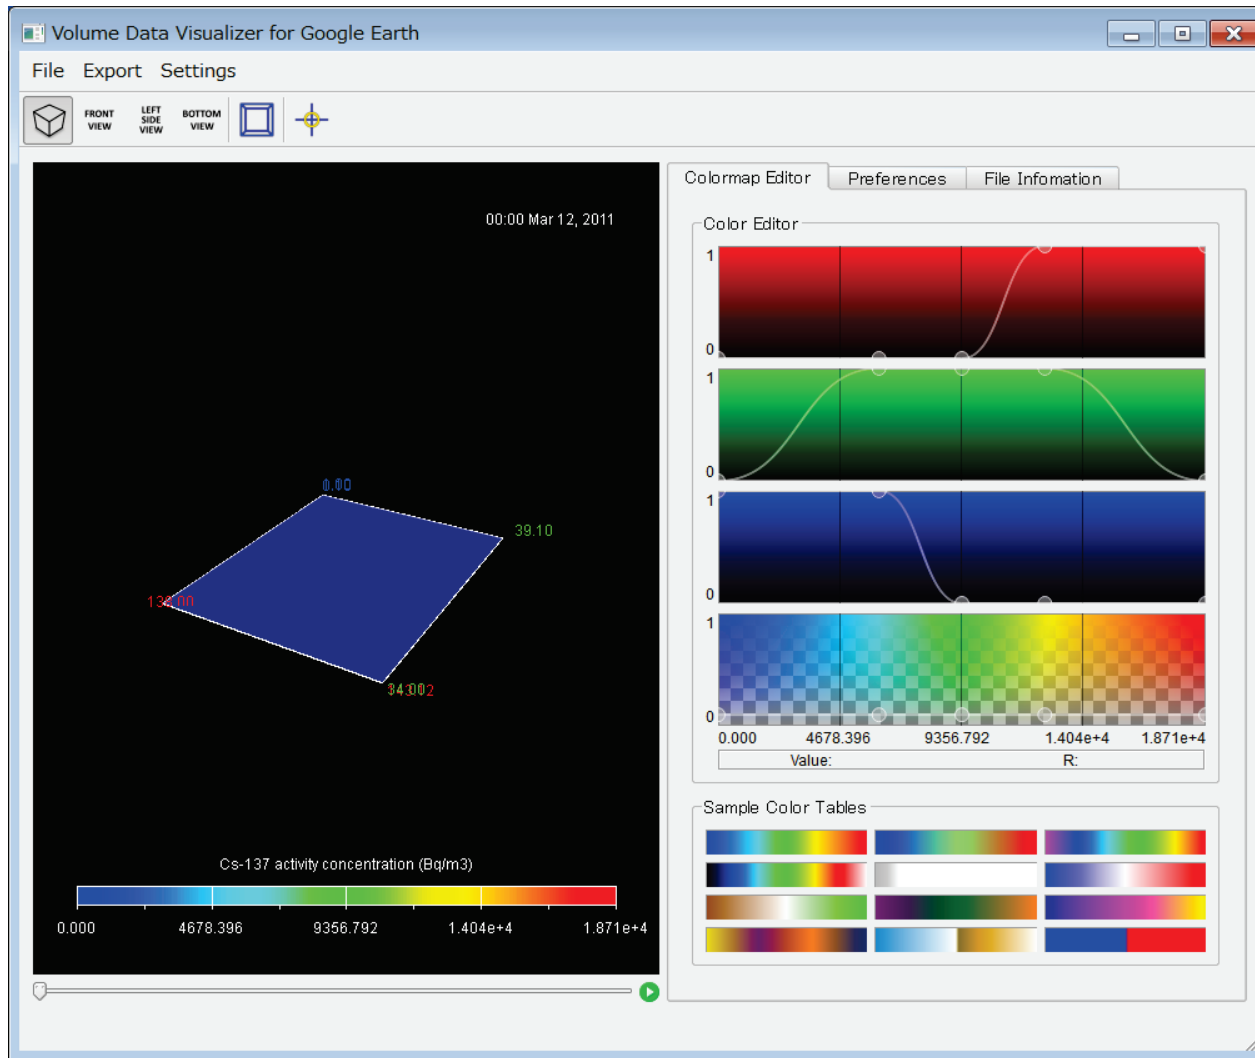 Volume Data Visualizer for Google Earth
File Export Settings
FRONT VIEW
LEFT SIDE VIEW
BOTTOM VIEW
00:00 Mar 12, 2011
0.00
39.10
Cs-137 activity concentration (Bq/m3)
0.000 4678.396 9356.792 1.404e+4 1.871e+4
Colormap Editor Preferences File Infomation
Color Editor
1
0
1
0
1
0
1
0
0.000 4678.396 9356.792 1.404e+4 1.871e+4
Value: R:
Sample Color Tables